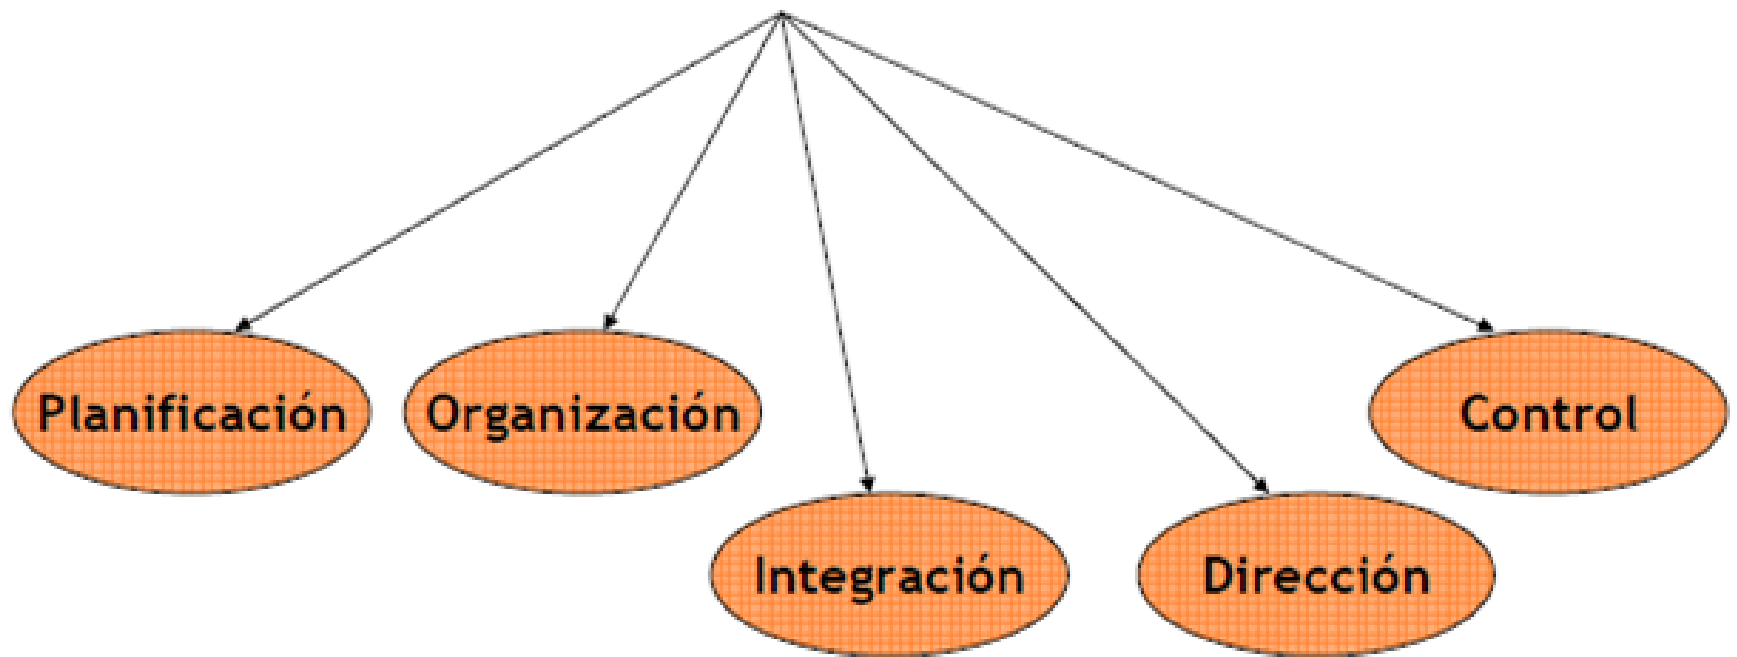 Planificación
Organización
Integración
Dirección
Control